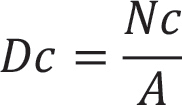 Dc = Nc / A